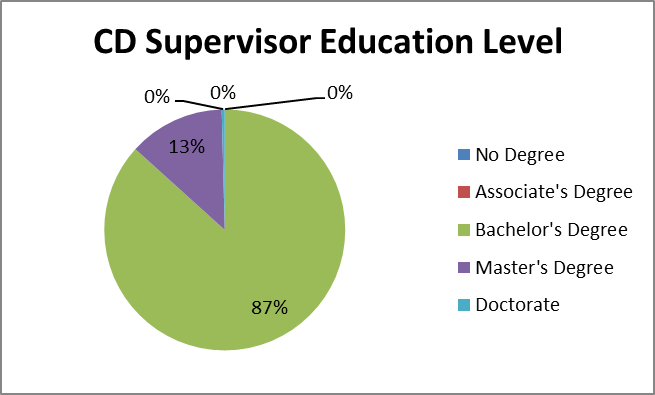 CD Supervisor Education Level
0%
0%
0%
13%
87%
No Degree
Associate's Degree
Bachelor's Degree
Master's Degree
Doctorate